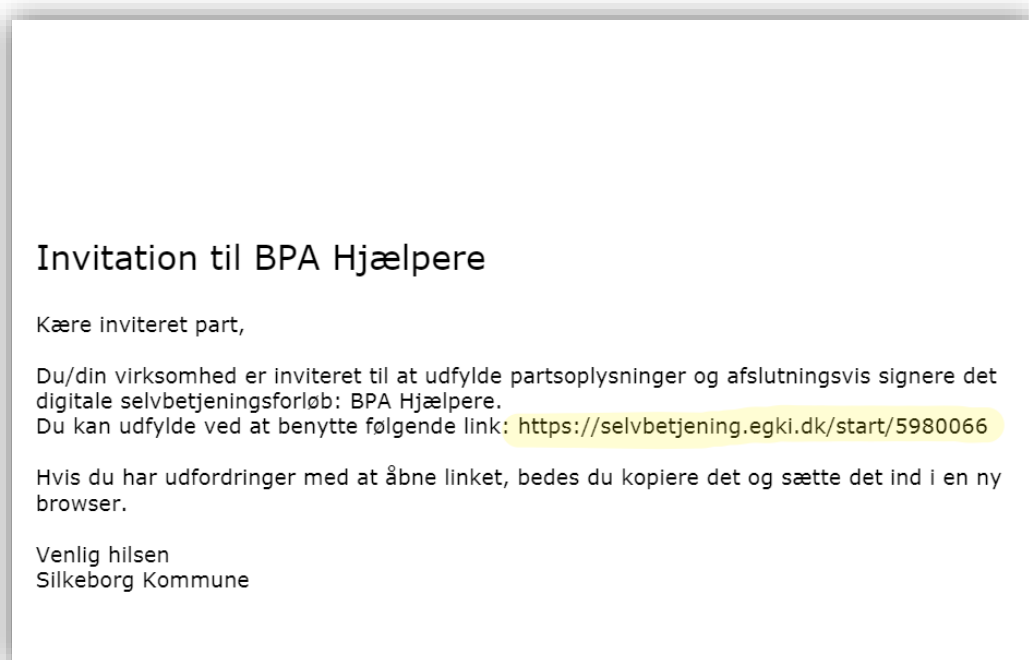 Invitation til BPA Hjælpere
Kære inviteret part,
Du/din virksomhed er inviteret til at udfylde partsoplysninger og afslutningsvis signere det
digitale selvbetjeningsforløb: BPA Hjælpere.
Du kan udfylde ved at benytte følgende link: https://selvbetjening.egki.dk/start/5980066
Hvis du har udfordringer med at åbne linket, bedes du kopiere det og sætte det ind i en ny
browser.
Venlig hilsen
Silkeborg Kommune